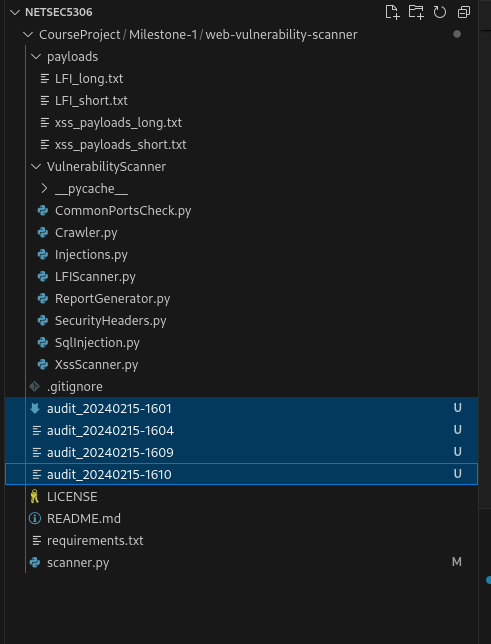 NETSEC5306
CourseProject / Milestone-1 / web-vulnerability-scanner
payloads
LFI_long.txt
LFI_short.txt
xss_payloads_long.txt
xss_payloads_short.txt
VulnerabilityScanner
__pycache__
CommonPortsCheck.py
Crawler.py
Injections.py
LFIScanner.py
ReportGenerator.py
SecurityHeaders.py
SqlInjection.py
XssScanner.py
.gitignore
audit_20240215-1601 U
audit_20240215-1604 U
audit_20240215-1609 U
audit_20240215-1610 U
LICENSE
README.md
requirements.txt
scanner.py M